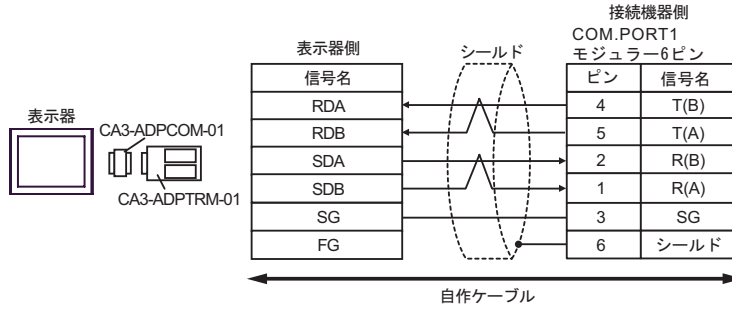 接続機器側
COM.PORT1
モジュラー6ピン
表示器側
シールド
信号名
ピン
信号名
RDA
4
T(B)
RDB
5
T(A)
SDA
2
R(B)
SDB
1
R(A)
SG
3
SG
FG
6
シールド
表示器
CA3-ADPCOM-01
CA3-ADPTRM-01
自作ケーブル